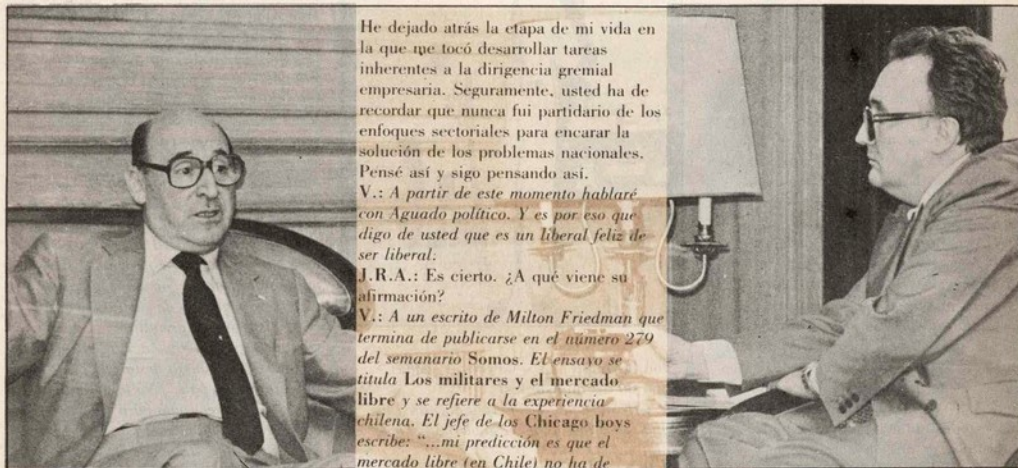 He dejado atrás la etapa de mi vida en
la que me tocó desarrollar tareas
inherentes a la dirigencia gremial
empresaria. Seguramente, usted ha de
recordar que nunca fui partidario de los
enfoques sectoriales para encarar la
solución de los problemas nacionales.
Pensé así y sigo pensando así.
V.: A partir de este momento hablaré
con Aguado político. Y es por eso que
digo de usted que es un liberal feliz de
ser liberal.
J.R.A.: Es cierto. ¿A qué viene su
afirmación?
V.: A un escrito de Milton Friedman que
termina de publicarse en el número 279
del semanario Somos. El ensayo se
titula Los militares y el mercado
libre y se refiere a la experiencia
chilena. El jefe de los Chicago boys
escribe: "...mi predicción es que el
mercado libre (en Chile) no ha de